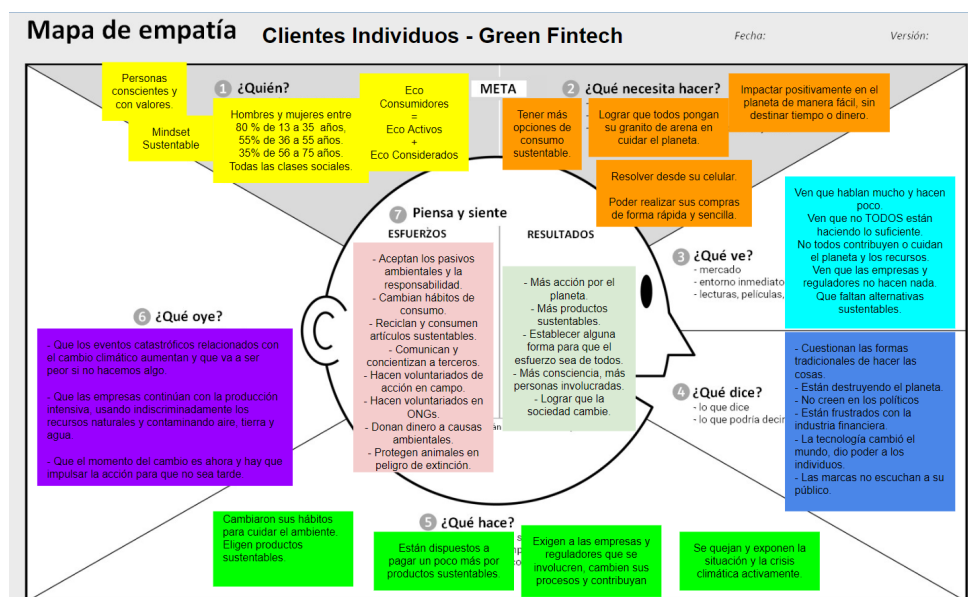 Mapa de empatía
Clientes Individuos - Green Fintech
Fecha:
Versión:
Personas
conscientes y
con valores.
Mindset
Sustentable
1 ¿Quién?
Hombres y mujeres entre
80 % de 13 a 35 años,
55% de 36 a 55 años.
35% de 56 a 75 años.
Todas las clases sociales.
Eco
Consumidores
=
Eco Activos
+
Eco Considerados
META
2 ¿Qué necesita hacer?
Tener más
opciones de
consumo
sustentable.
Lograr que todos pongan
su granito de arena en
cuidar el planeta.
Impactar positivamente en el
planeta de manera fácil, sin
destinar tiempo o dinero.
Resolver desde su celular.
Poder realizar sus compras
de forma rápida y sencilla.
3 ¿Qué ve?
- mercado
- entorno inmediato
- lecturas, películas,
Ven que hablan mucho y hacen
poco.
Ven que no TODOS están
haciendo lo suficiente.
No todos contribuyen o cuidan
el planeta y los recursos.
Ven que las empresas y
reguladores no hacen nada.
Que faltan alternativas
sustentables.
4 ¿Qué dice?
- lo que dice
- lo que podría decir
- Cuestionan las formas
tradicionales de hacer las
cosas.
- Están destruyendo el planeta.
- No creen en los políticos
- Están frustrados con la
industria financiera.
- La tecnología cambió el
mundo, dio poder a los
individuos.
- Las marcas no escuchan a su
público.
5 ¿Qué hace?
Cambiaron sus hábitos
para cuidar el ambiente.
Eligen productos
sustentables.
Están dispuestos a
pagar un poco más por
productos sustentables.
Exigen a las empresas y
reguladores que se
involucren, cambien sus
procesos y contribuyan
Se quejan y exponen la
situación y la crisis
climática activamente.
6 ¿Qué oye?
- Que los eventos catastróficos relacionados con
el cambio climático aumentan y que va a ser
peor si no hacemos algo.
- Que las empresas continúan con la producción
intensiva, usando indiscriminadamente los
recursos naturales y contaminando aire, tierra y
agua.
- Que el momento del cambio es ahora y hay que
impulsar la acción para que no sea tarde.
7 Piensa y siente
ESFUERZOS
- Aceptan los pasivos
ambientales y la
responsabilidad.
- Cambian hábitos de
consumo.
- Reciclan y consumen
artículos sustentables.
- Comunican y
concientizan a terceros.
- Hacen voluntariados de
acción en campo.
- Hacen voluntariados en
ONGs.
- Donan dinero a causas
ambientales.
- Protegen animales en
peligro de extinción.
RESULTADOS
- Más acción por el
planeta.
- Más productos
sustentables.
- Establecer alguna
forma para que el
esfuerzo sea de todos.
- Más consciencia, más
personas involucradas.
- Lograr que la
sociedad cambie.